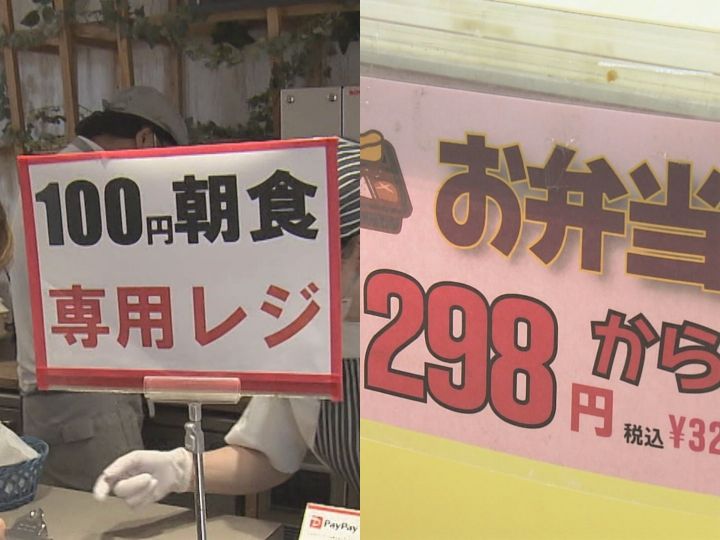 100円朝食
専用レジ
PayPay
お弁当
298円から
税込¥32